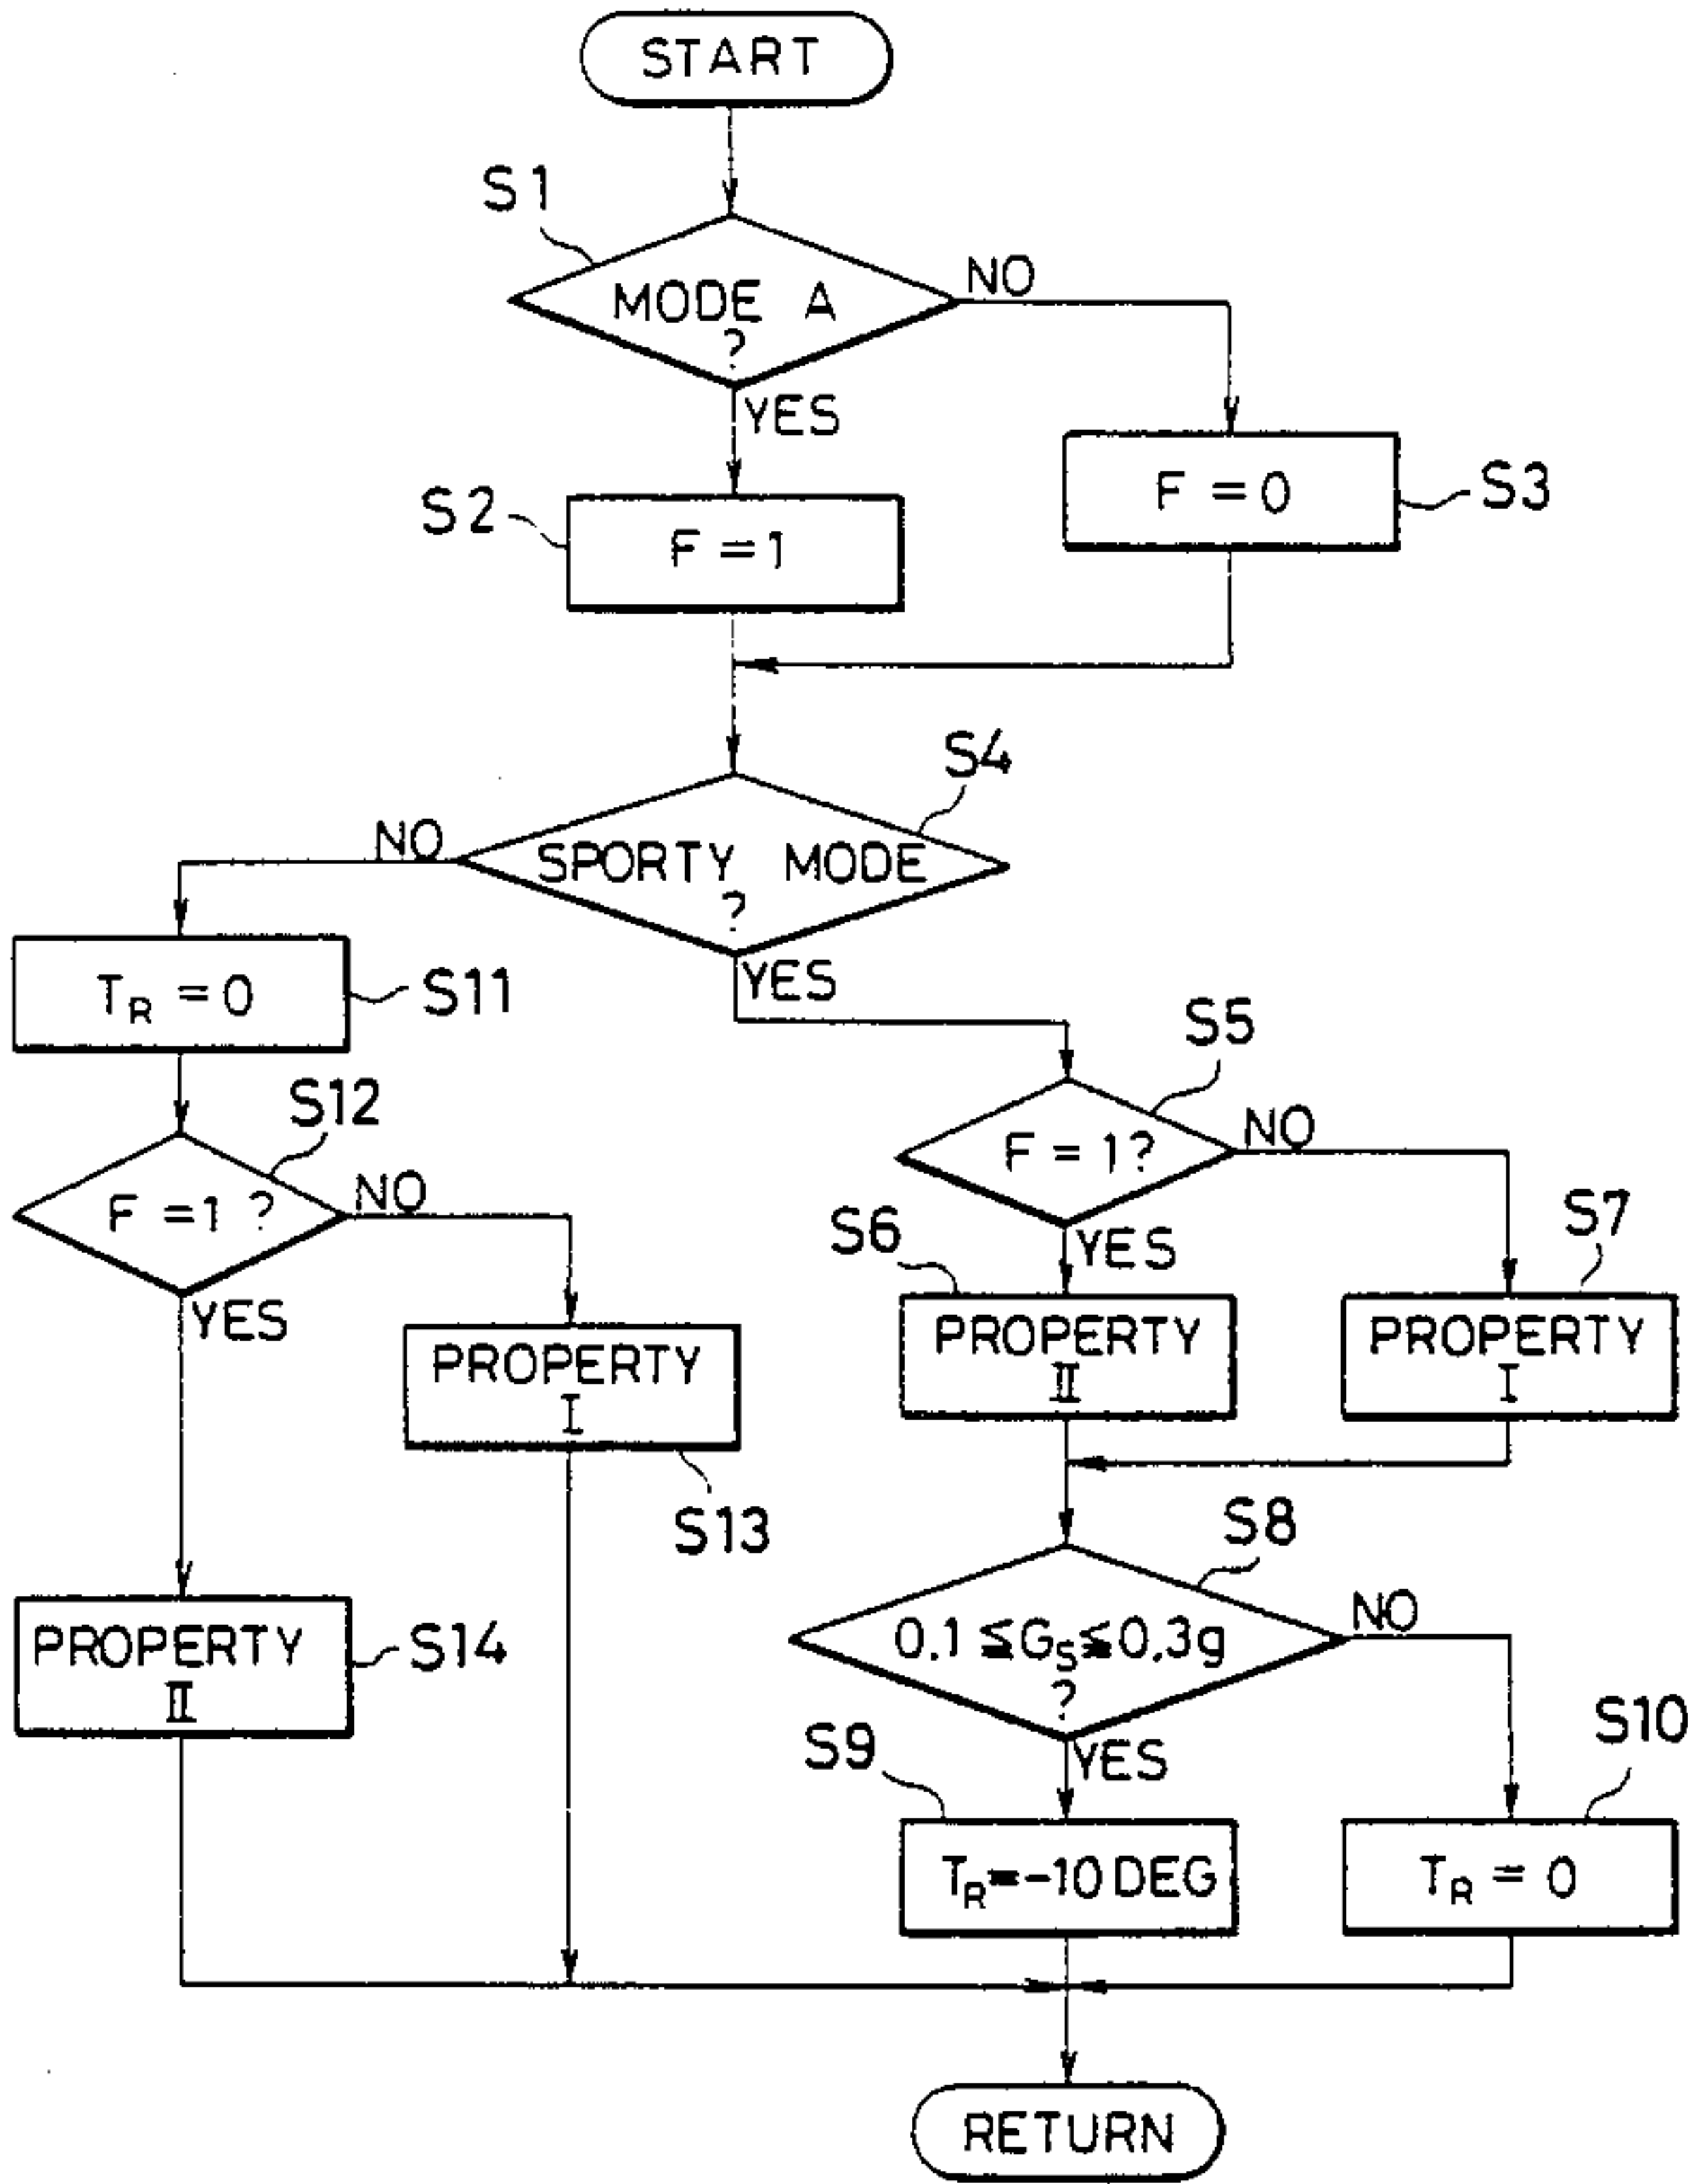 START
S1
MODE A
?
NO
YES
S2
F = 1
F = 0
S3
S4
NO
SPORTY MODE
?
YES
T_R = 0
S11
S5
S12
F = 1?
NO
F = 1 ?
NO
YES
S6
YES
S7
PROPERTY
II
PROPERTY
I
PROPERTY
I
S13
S8
0.1 ≦ G_S ≦ 0.3g
?
NO
PROPERTY
II
S14
S9
YES
S10
T_R = -10 DEG
T_R = 0
RETURN